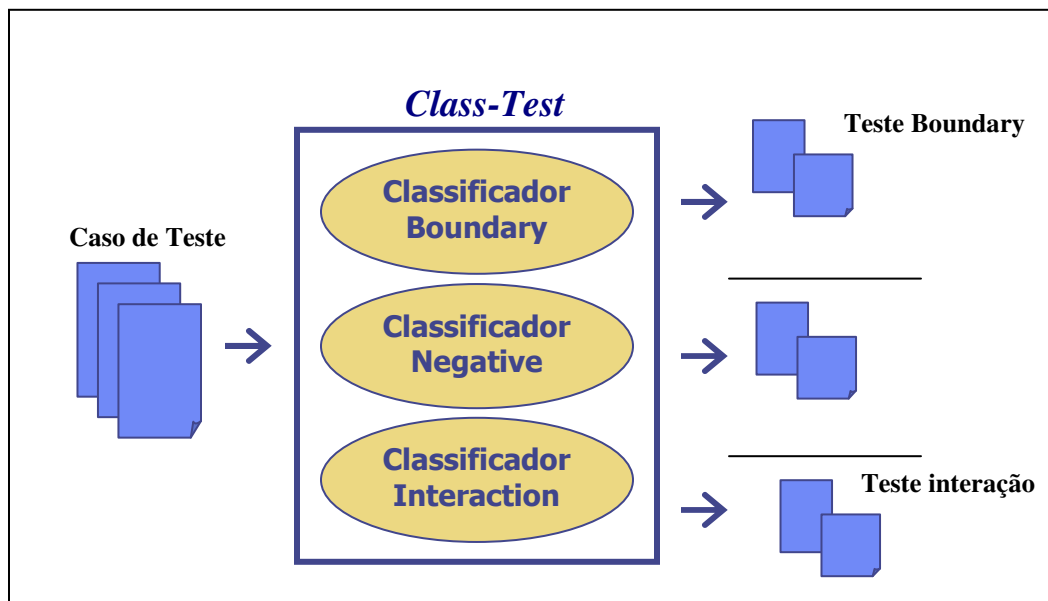 Class-Test
Teste Boundary
Classificador
Boundary
Caso de Teste
Classificador
Negative
Classificador
Interaction
Teste interação